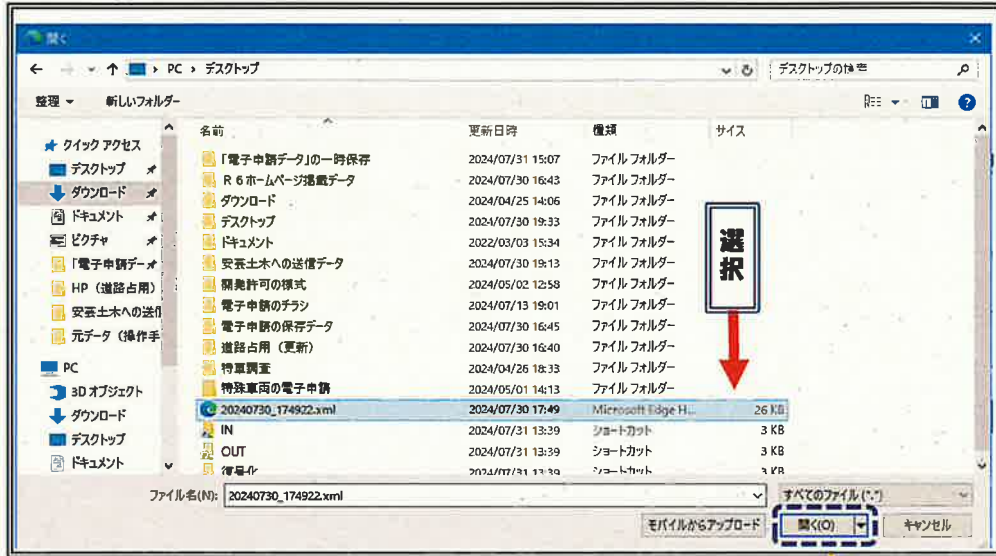 開く
PC › デスクトップ
デスクトップの検索
整理
新しいフォルダー
名前 更新日時 種類 サイズ
クイック アクセス
デスクトップ
ダウンロード
ドキュメント
ピクチャ
「電子申請デー
HP（道路占用）
安芸土木への送信
元データ（操作手
PC
3D オブジェクト
ダウンロード
デスクトップ
ドキュメント
「電子申請データ」の一時保存 2024/07/31 15:07 ファイル フォルダー
R６ホームページ掲載データ 2024/07/30 16:43 ファイル フォルダー
ダウンロード 2024/04/25 14:06 ファイル フォルダー
デスクトップ 2024/07/30 19:33 ファイル フォルダー
ドキュメント 2022/03/03 15:34 ファイル フォルダー
安芸土木への送信データ 2024/07/30 19:13 ファイル フォルダー
開発許可の様式 2024/05/02 12:58 ファイル フォルダー
電子申請のチラシ 2024/07/13 19:01 ファイル フォルダー
電子申請の保存データ 2024/07/30 16:45 ファイル フォルダー
道路占用（更新） 2024/07/30 16:40 ファイル フォルダー
特車調査 2024/04/26 18:33 ファイル フォルダー
特殊車両の電子申請 2024/05/01 14:13 ファイル フォルダー
20240730_174922.xml 2024/07/30 17:49 Microsoft Edge H... 26 KB
IN 2024/07/31 13:39 ショートカット 3 KB
OUT 2024/07/31 13:39 ショートカット 3 KB
復号化 2024/07/31 13:39 ショートカット 3 KB
選択
ファイル名(N): 20240730_174922.xml
すべてのファイル (*.*)
モバイルからアップロード
開く(O)
キャンセル